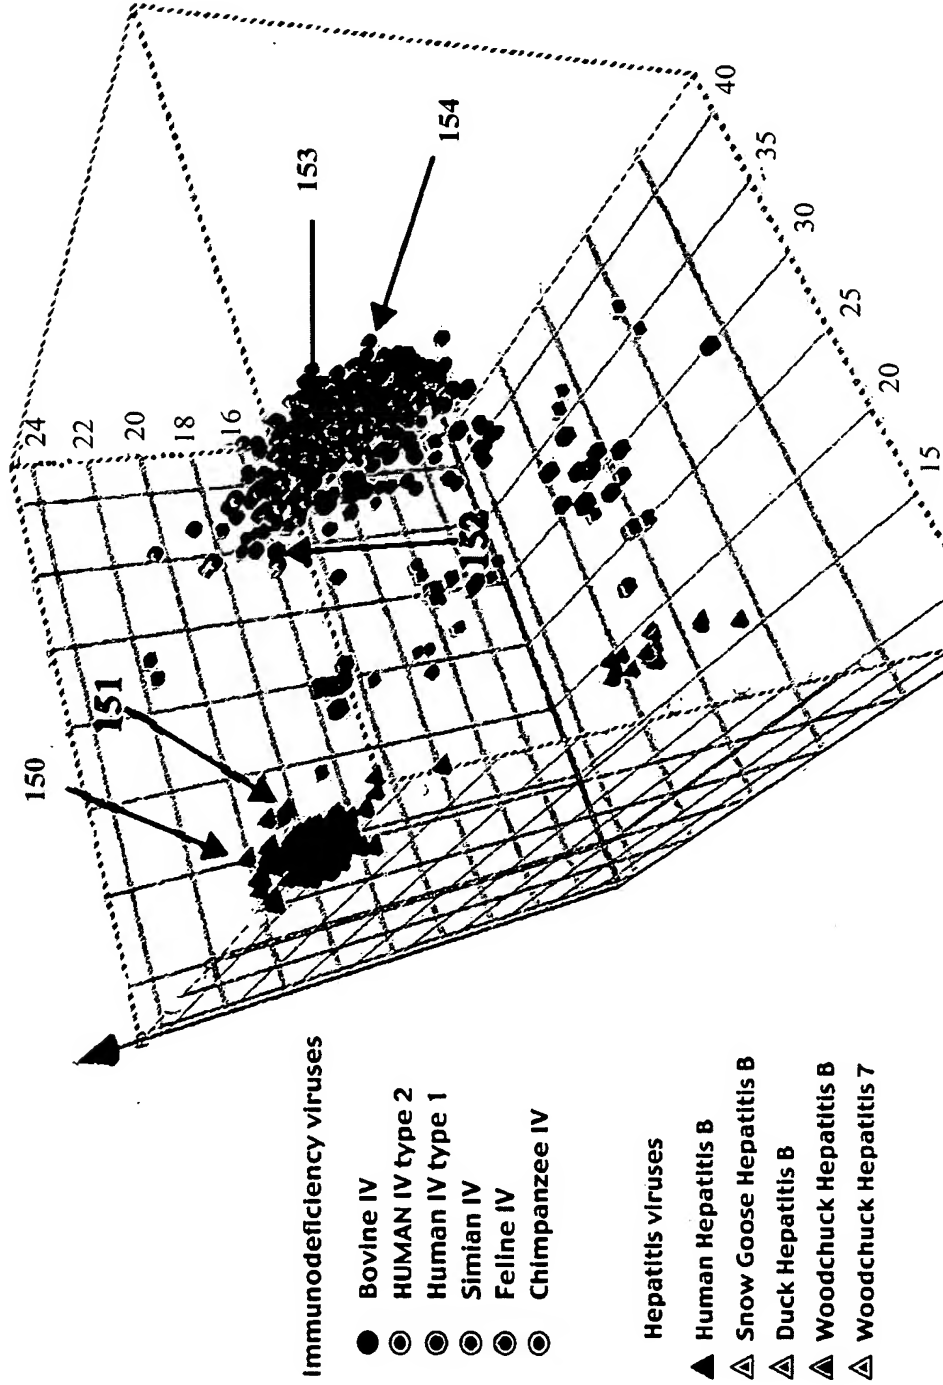 24
22
20
18
16
150
151
152
153
154
40
35
30
25
20
15
Immunodeficiency viruses
Bovine IV
HUMAN IV type 2
Human IV type 1
Simian IV
Feline IV
Chimpanzee IV
Hepatitis viruses
Human Hepatitis B
Snow Goose Hepatitis B
Duck Hepatitis B
Woodchuck Hepatitis B
Woodchuck Hepatitis 7